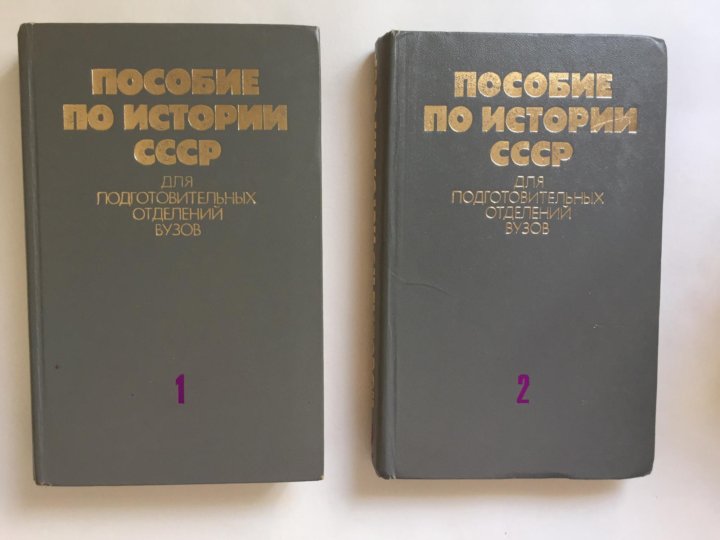 ПОСОБИЕ
ПО ИСТОРИИ
СССР
ДЛЯ
ПОДГОТОВИТЕЛЬНЫХ
ОТДЕЛЕНИЙ
ВУЗОВ
1
ПОСОБИЕ
ПО ИСТОРИИ
СССР
ДЛЯ
ПОДГОТОВИТЕЛЬНЫХ
ОТДЕЛЕНИЙ
ВУЗОВ
2